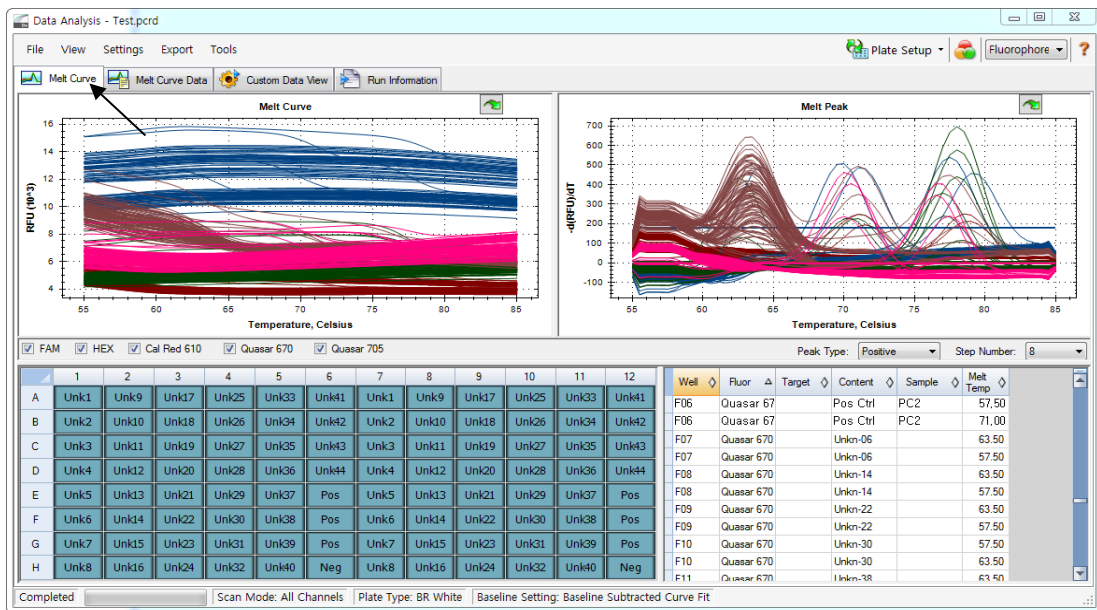 Data Analysis - Test.pcrd
File View Settings Export Tools Plate Setup Fluorophore ?
Melt Curve Melt Curve Data Custom Data View Run Information
Melt Curve
16
14
12
10
8
6
4
RFU (10^3)
55 60 65 70 75 80 85
Temperature, Celsius
Melt Peak
700
600
500
400
300
200
100
0
-100
-d(RFU)/dT
55 60 65 70 75 80 85
Temperature, Celsius
FAM HEX Cal Red 610 Quasar 670 Quasar 705
Peak Type: Positive Step Number: 8
1 2 3 4 5 6 7 8 9 10 11 12
A Unk1 Unk9 Unk17 Unk25 Unk33 Unk41 Unk1 Unk9 Unk17 Unk25 Unk33 Unk41
B Unk2 Unk10 Unk18 Unk26 Unk34 Unk42 Unk2 Unk10 Unk18 Unk26 Unk34 Unk42
C Unk3 Unk11 Unk19 Unk27 Unk35 Unk43 Unk3 Unk11 Unk19 Unk27 Unk35 Unk43
D Unk4 Unk12 Unk20 Unk28 Unk36 Unk44 Unk4 Unk12 Unk20 Unk28 Unk36 Unk44
E Unk5 Unk13 Unk21 Unk29 Unk37 Pos Unk5 Unk13 Unk21 Unk29 Unk37 Pos
F Unk6 Unk14 Unk22 Unk30 Unk38 Pos Unk6 Unk14 Unk22 Unk30 Unk38 Pos
G Unk7 Unk15 Unk23 Unk31 Unk39 Pos Unk7 Unk15 Unk23 Unk31 Unk39 Pos
H Unk8 Unk16 Unk24 Unk32 Unk40 Neg Unk8 Unk16 Unk24 Unk32 Unk40 Neg
Well Fluor Target Content Sample Melt Temp
F06 Quasar 67 Pos Ctrl PC2 57,50
F06 Quasar 67 Pos Ctrl PC2 71,00
F07 Quasar 670 Unkn-06 63.50
F07 Quasar 670 Unkn-06 57.50
F08 Quasar 670 Unkn-14 63.50
F08 Quasar 670 Unkn-14 57.50
F09 Quasar 670 Unkn-22 63.50
F09 Quasar 670 Unkn-22 57.50
F10 Quasar 670 Unkn-30 57.50
F10 Quasar 670 Unkn-30 63.50
F11 Quasar 670 Unkn-38 63.50
Completed Scan Mode: All Channels Plate Type: BR White Baseline Setting: Baseline Subtracted Curve Fit